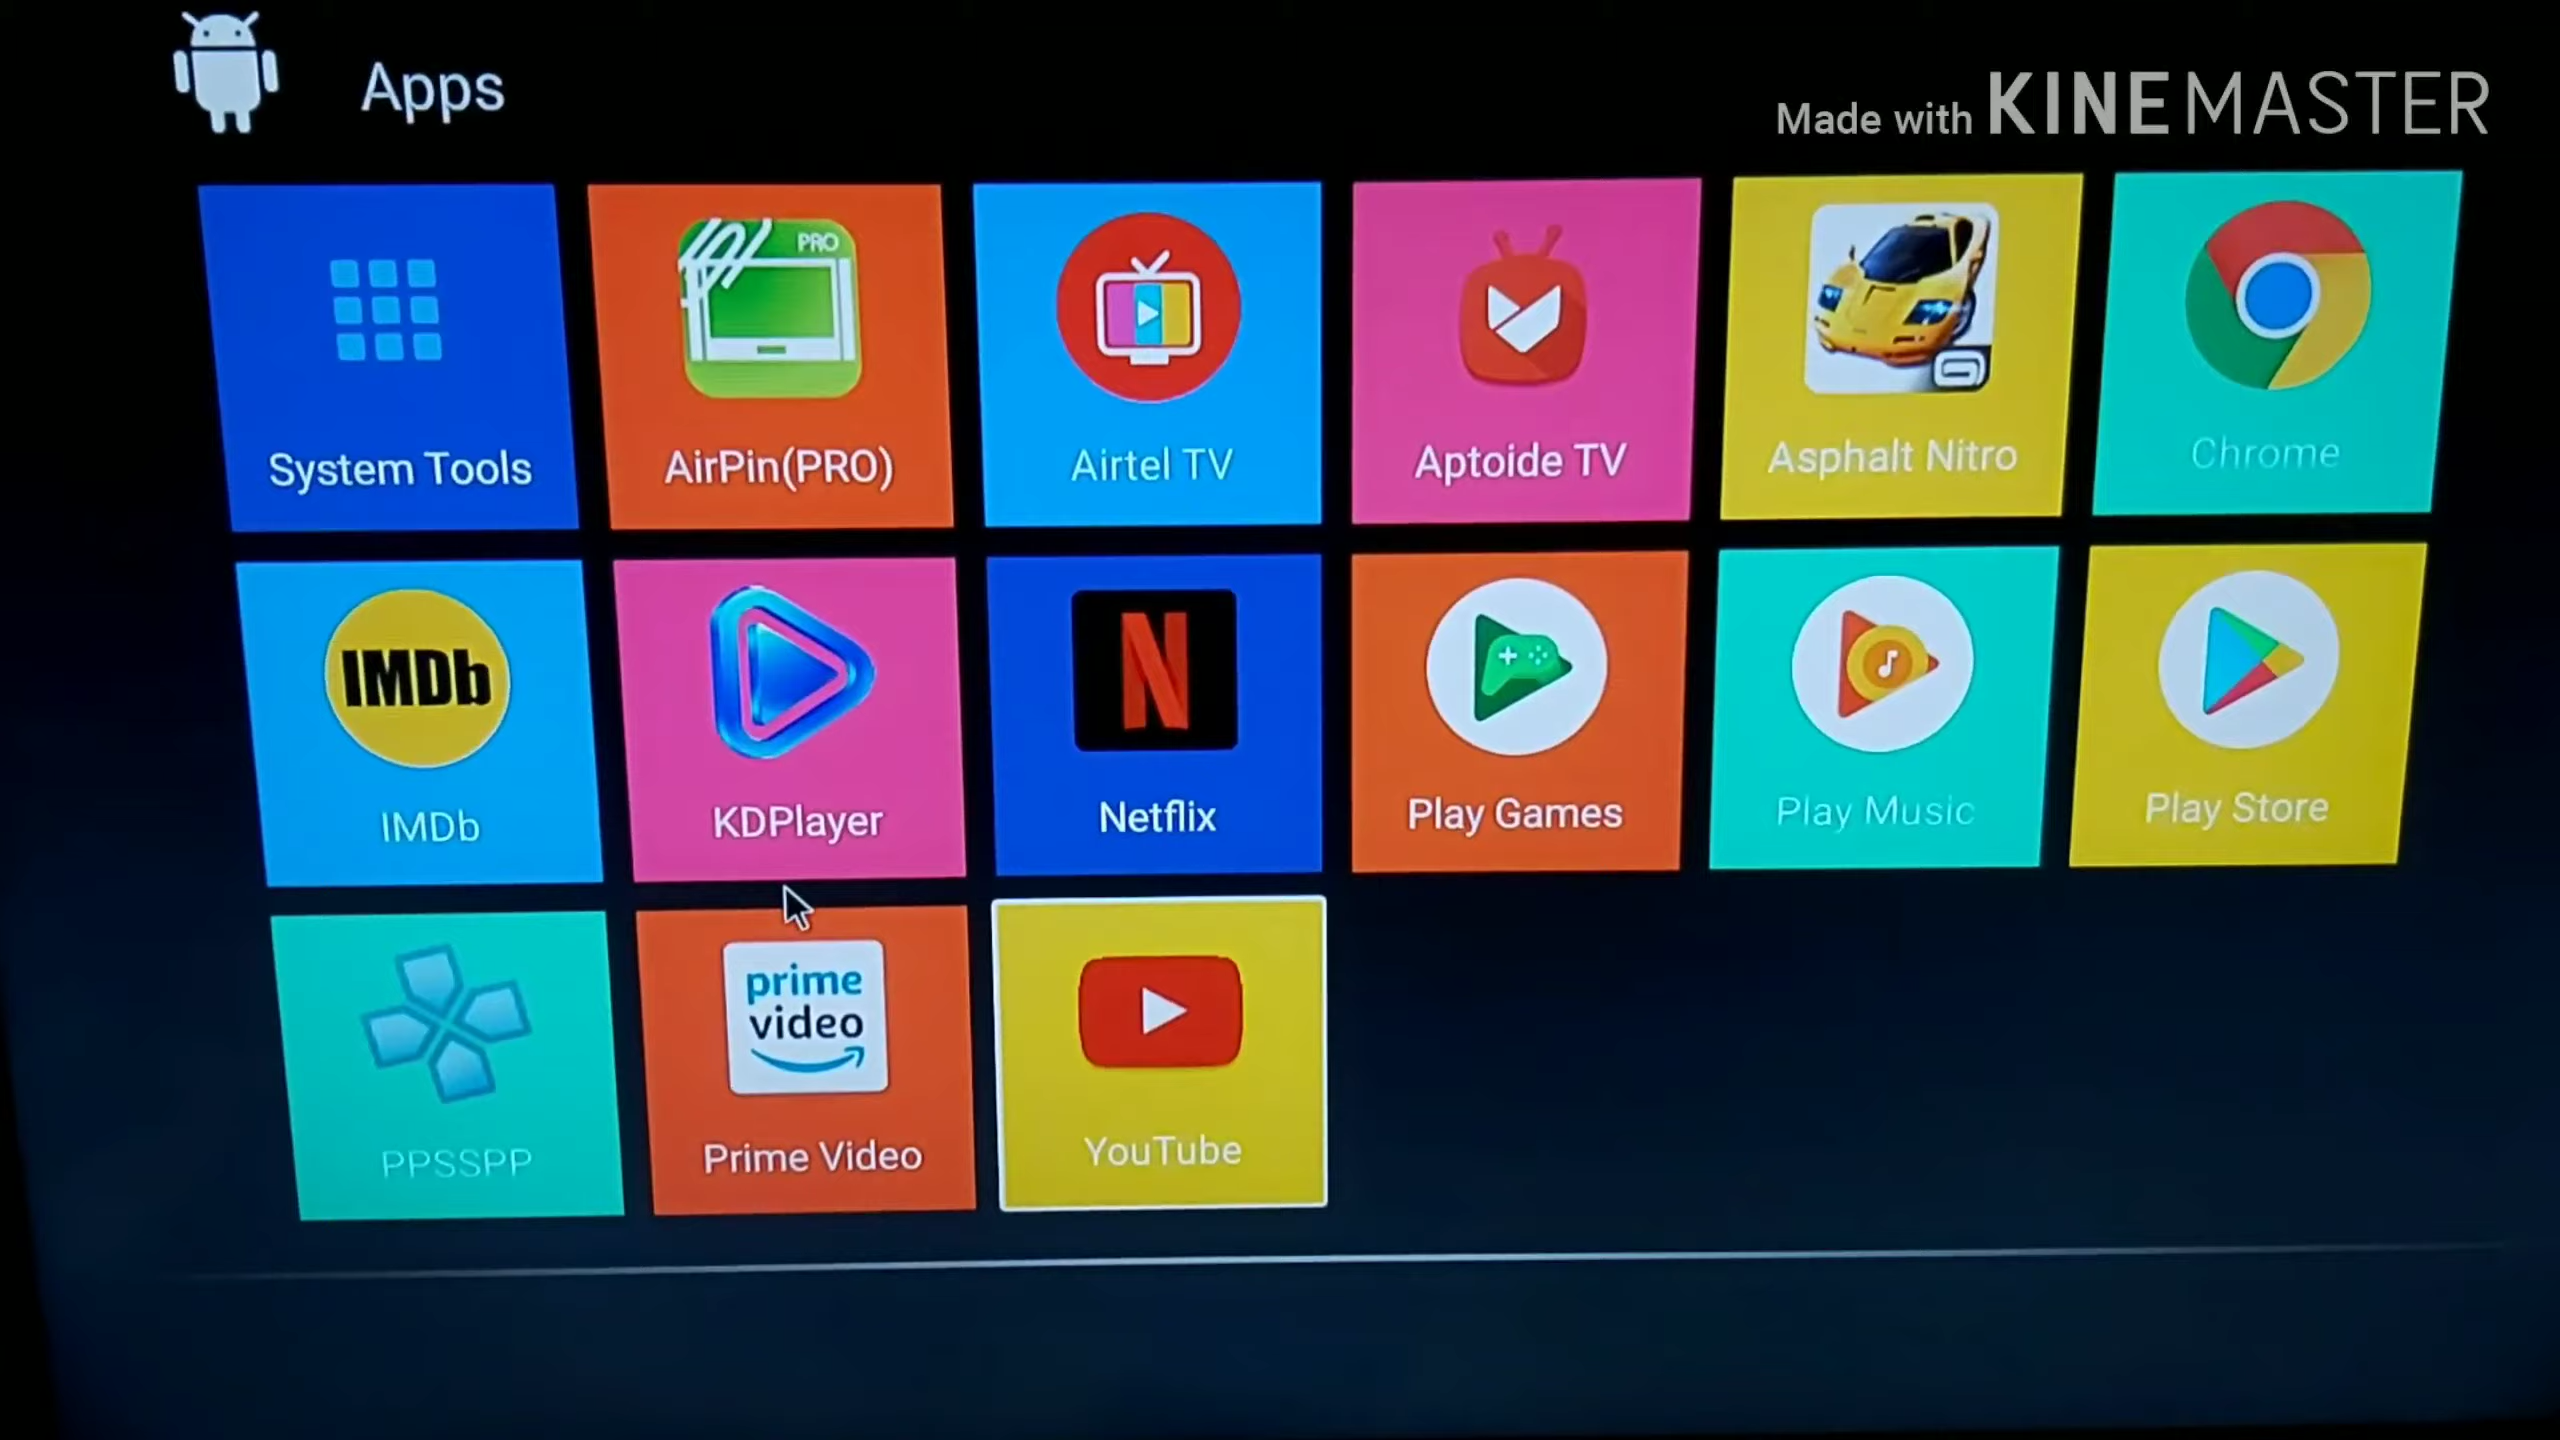 Apps
Made with KINEMASTER
PRO
System Tools
AirPin(PRO)
Airtel TV
Aptoide TV
Asphalt Nitro
Chrome
IMDb
IMDb
KDPlayer
N
Netflix
Play Games
Play Music
Play Store
PPSSPP
prime
video
Prime Video
YouTube